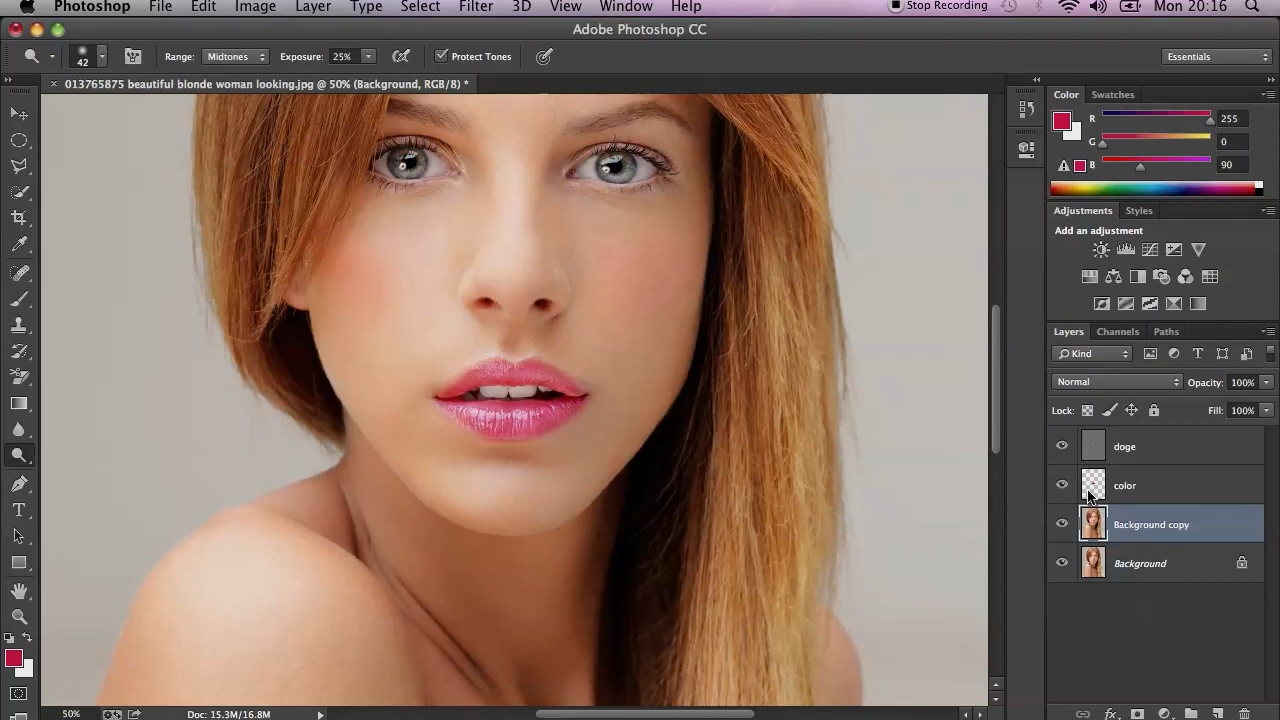 Photoshop File Edit Image Layer Type Select Filter 3D View Window Help Stop Recording Mon 20:16
Adobe Photoshop CC
42 Range: Midtones Exposure: 25% Protect Tones Essentials
013765875 beautiful blonde woman looking.jpg @ 50% (Background, RGB/8) *
Color Swatches
R 255
G 0
B 90
Adjustments Styles
Add an adjustment
Layers Channels Paths
Kind
Normal Opacity: 100%
Lock: Fill: 100%
doge
color
Background copy
Background
50% Doc: 15.3M/16.8M